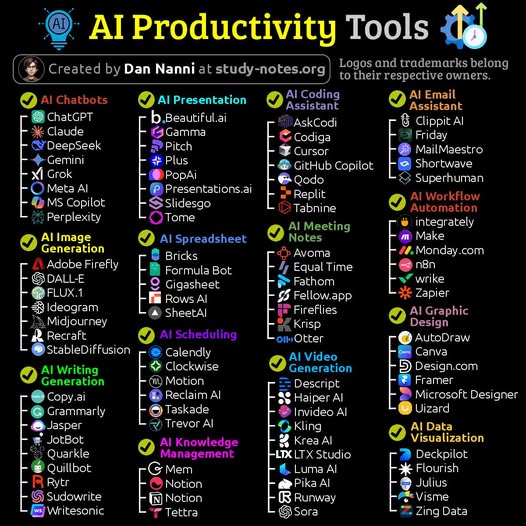 AI Productivity Tools
Created by Dan Nanni at study-notes.org
Logos and trademarks belong
to their respective owners.
AI Chatbots
ChatGPT
Claude
DeepSeek
Gemini
Grok
Meta AI
MS Copilot
Perplexity
AI Image
Generation
Adobe Firefly
DALL-E
FLUX.1
Ideogram
Midjourney
Recraft
StableDiffusion
AI Writing
Generation
Copy.ai
Grammarly
Jasper
JotBot
Quarkle
Quillbot
Rytr
Sudowrite
Writesonic
AI Presentation
Beautiful.ai
Gamma
Pitch
Plus
PopAi
Presentations.ai
Slidesgo
Tome
AI Spreadsheet
Bricks
Formula Bot
Gigasheet
Rows AI
SheetAI
AI Scheduling
Calendly
Clockwise
Motion
Reclaim AI
Taskade
Trevor AI
AI Knowledge
Management
Mem
Notion
Notion
Tettra
AI Coding
Assistant
AskCodi
Codiga
Cursor
GitHub Copilot
Qodo
Replit
Tabnine
AI Meeting
Notes
Avoma
Equal Time
Fathom
Fellow.app
Fireflies
Krisp
Otter
AI Video
Generation
Descript
Haiper AI
Invideo AI
Kling
Krea AI
LTX LTX Studio
Luma AI
Pika AI
Runway
Sora
AI Email
Assistant
Clippit AI
Friday
MailMaestro
Shortwave
Superhuman
AI Workflow
Automation
integrately
Make
Monday.com
n8n
wrike
Zapier
AI Graphic
Design
AutoDraw
Canva
Design.com
Framer
Microsoft Designer
Uizard
AI Data
Visualization
Deckpilot
Flourish
Julius
Visme
Zing Data